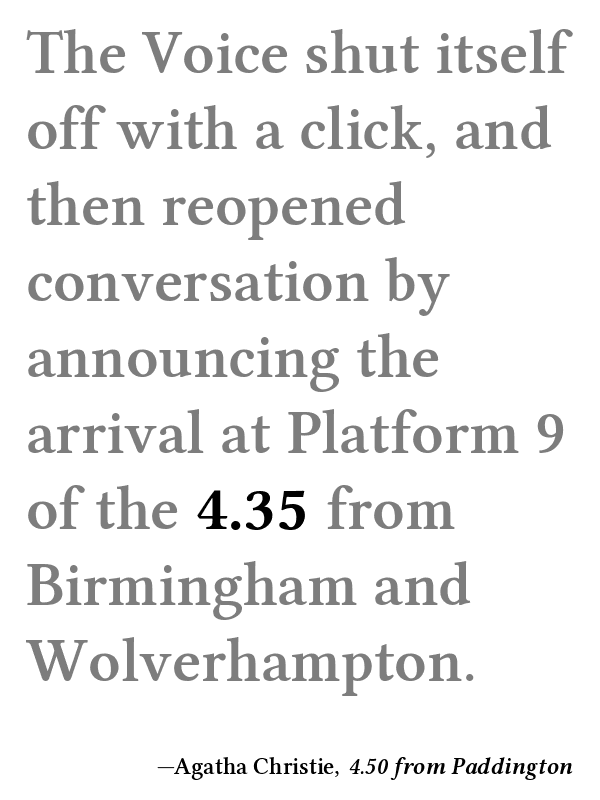 The Voice shut itself
off with a click, and
then reopened
conversation by
announcing the
arrival at Platform 9
of the 4.35 from
Birmingham and
Wolverhampton.
—Agatha Christie, 4.50 from Paddington